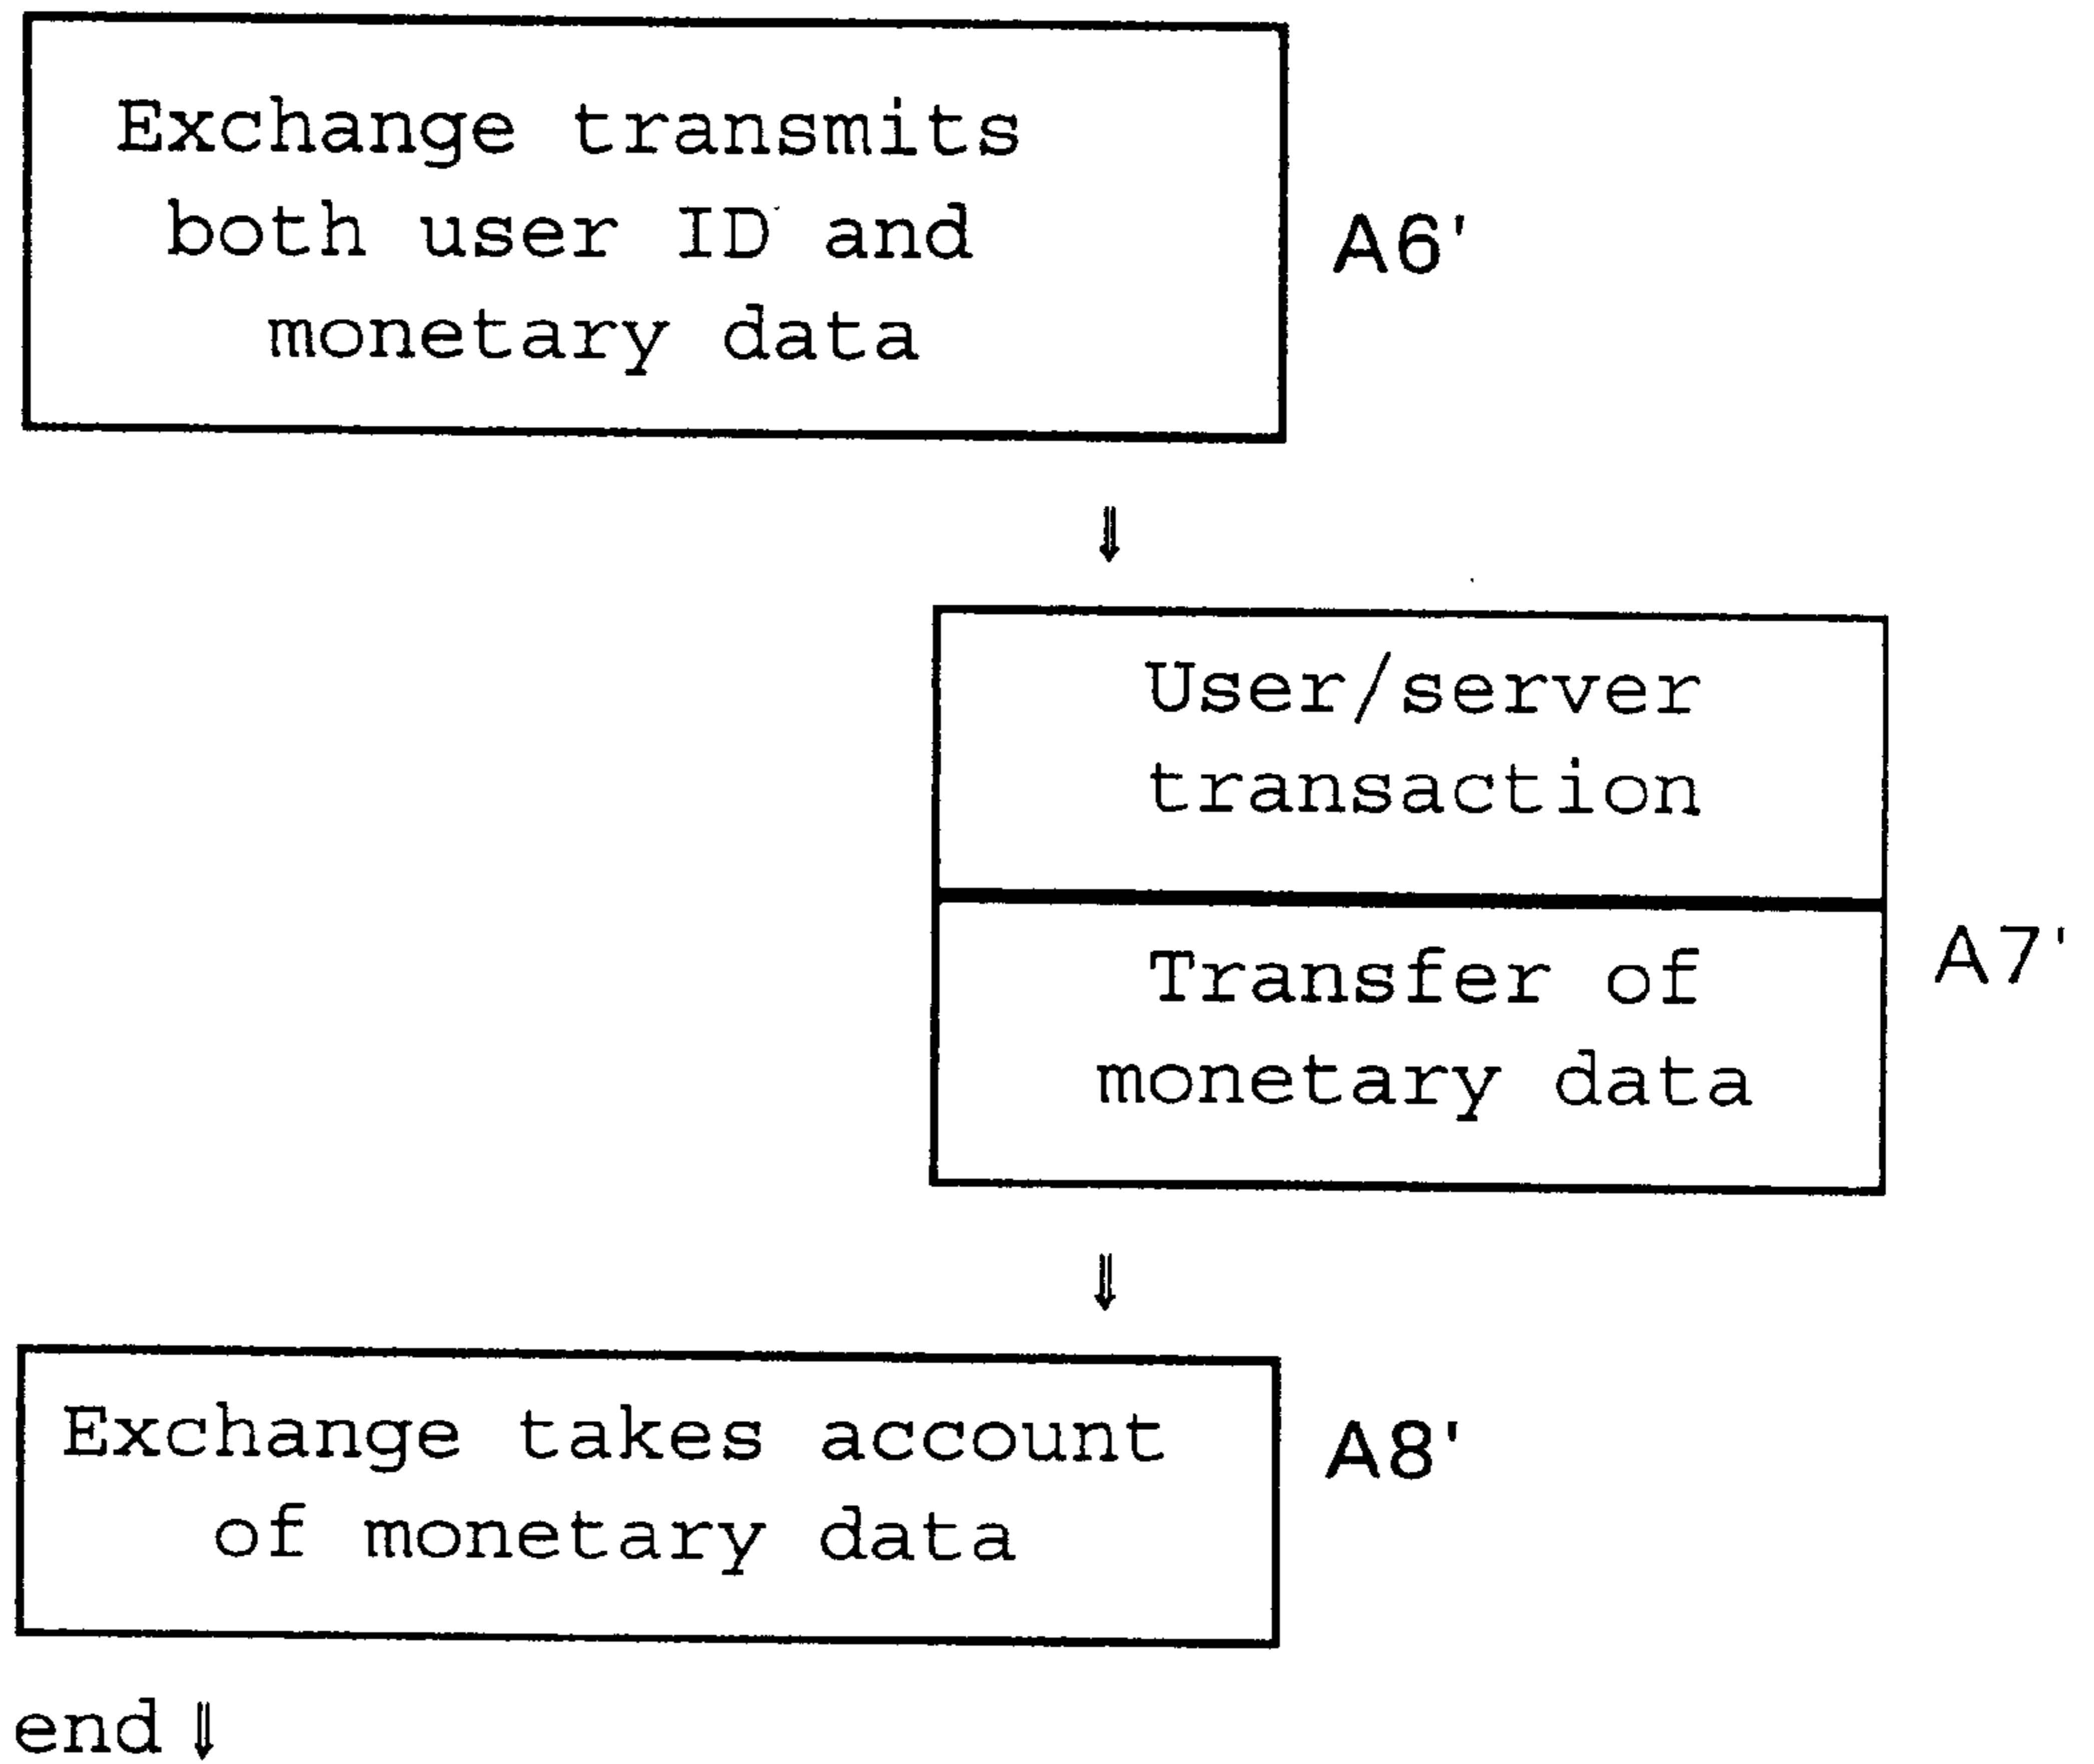 Exchange transmits
both user ID and
monetary data
A6'
⇓
User/server
transaction
Transfer of
monetary data
A7'
⇓
Exchange takes account
of monetary data
A8'
end ⇓